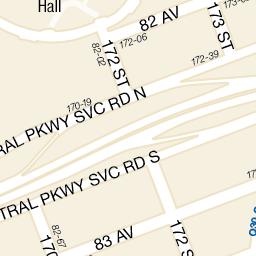 Hall
82 AV
173 ST
172-06
82-02
172 ST
172-39
170-19
RAL PKWY SVC RD N
TRAL PKWY SVC RD S
82-67
83 AV
172 S